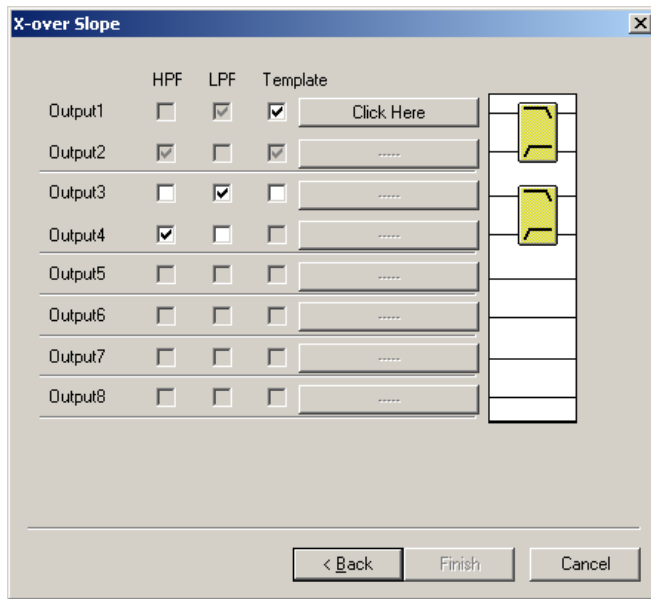 X-over Slope
HPF LPF Template
Output1 Click Here
Output2 -----
Output3 -----
Output4 -----
Output5 -----
Output6 -----
Output7 -----
Output8 -----
< Back Finish Cancel